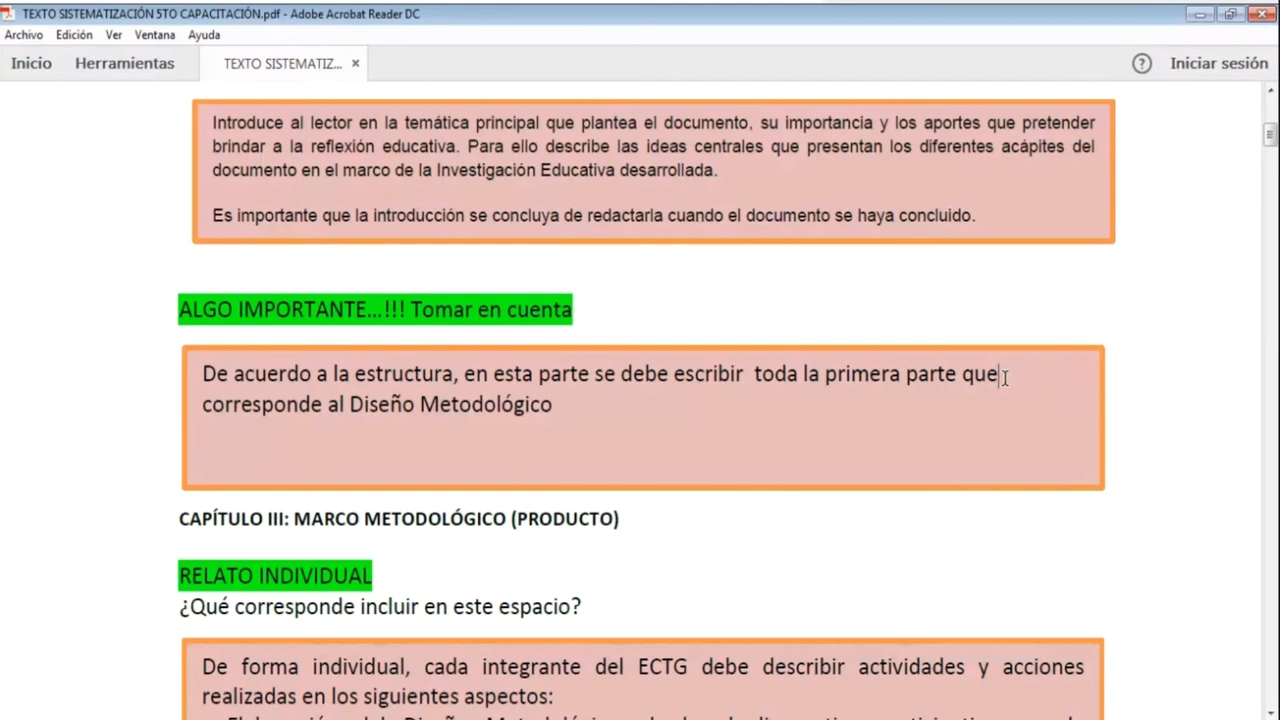 TEXTO SISTEMATIZACIÓN 5TO CAPACITACIÓN.pdf - Adobe Acrobat Reader DC
Archivo Edición Ver Ventana Ayuda
Inicio Herramientas TEXTO SISTEMATIZ... × ? Iniciar sesión
Introduce al lector en la temática principal que plantea el documento, su importancia y los aportes que pretender
brindar a la reflexión educativa. Para ello describe las ideas centrales que presentan los diferentes acápites del
documento en el marco de la Investigación Educativa desarrollada.
Es importante que la introducción se concluya de redactarla cuando el documento se haya concluido.
ALGO IMPORTANTE...!!! Tomar en cuenta
De acuerdo a la estructura, en esta parte se debe escribir toda la primera parte que
corresponde al Diseño Metodológico
CAPÍTULO III: MARCO METODOLÓGICO (PRODUCTO)
RELATO INDIVIDUAL
¿Qué corresponde incluir en este espacio?
De forma individual, cada integrante del ECTG debe describir actividades y acciones
realizadas en los siguientes aspectos: